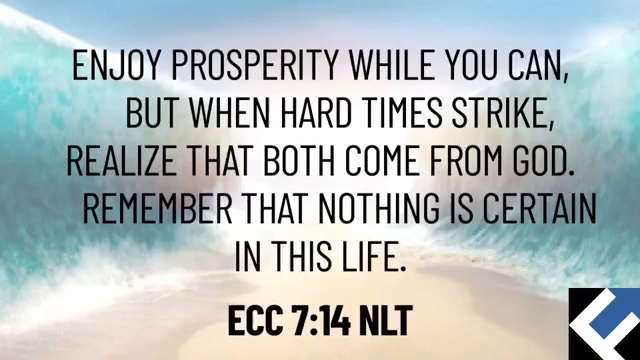 ENJOY PROSPERITY WHILE YOU CAN,
BUT WHEN HARD TIMES STRIKE,
REALIZE THAT BOTH COME FROM GOD.
REMEMBER THAT NOTHING IS CERTAIN
IN THIS LIFE.
ECC 7:14 NLT